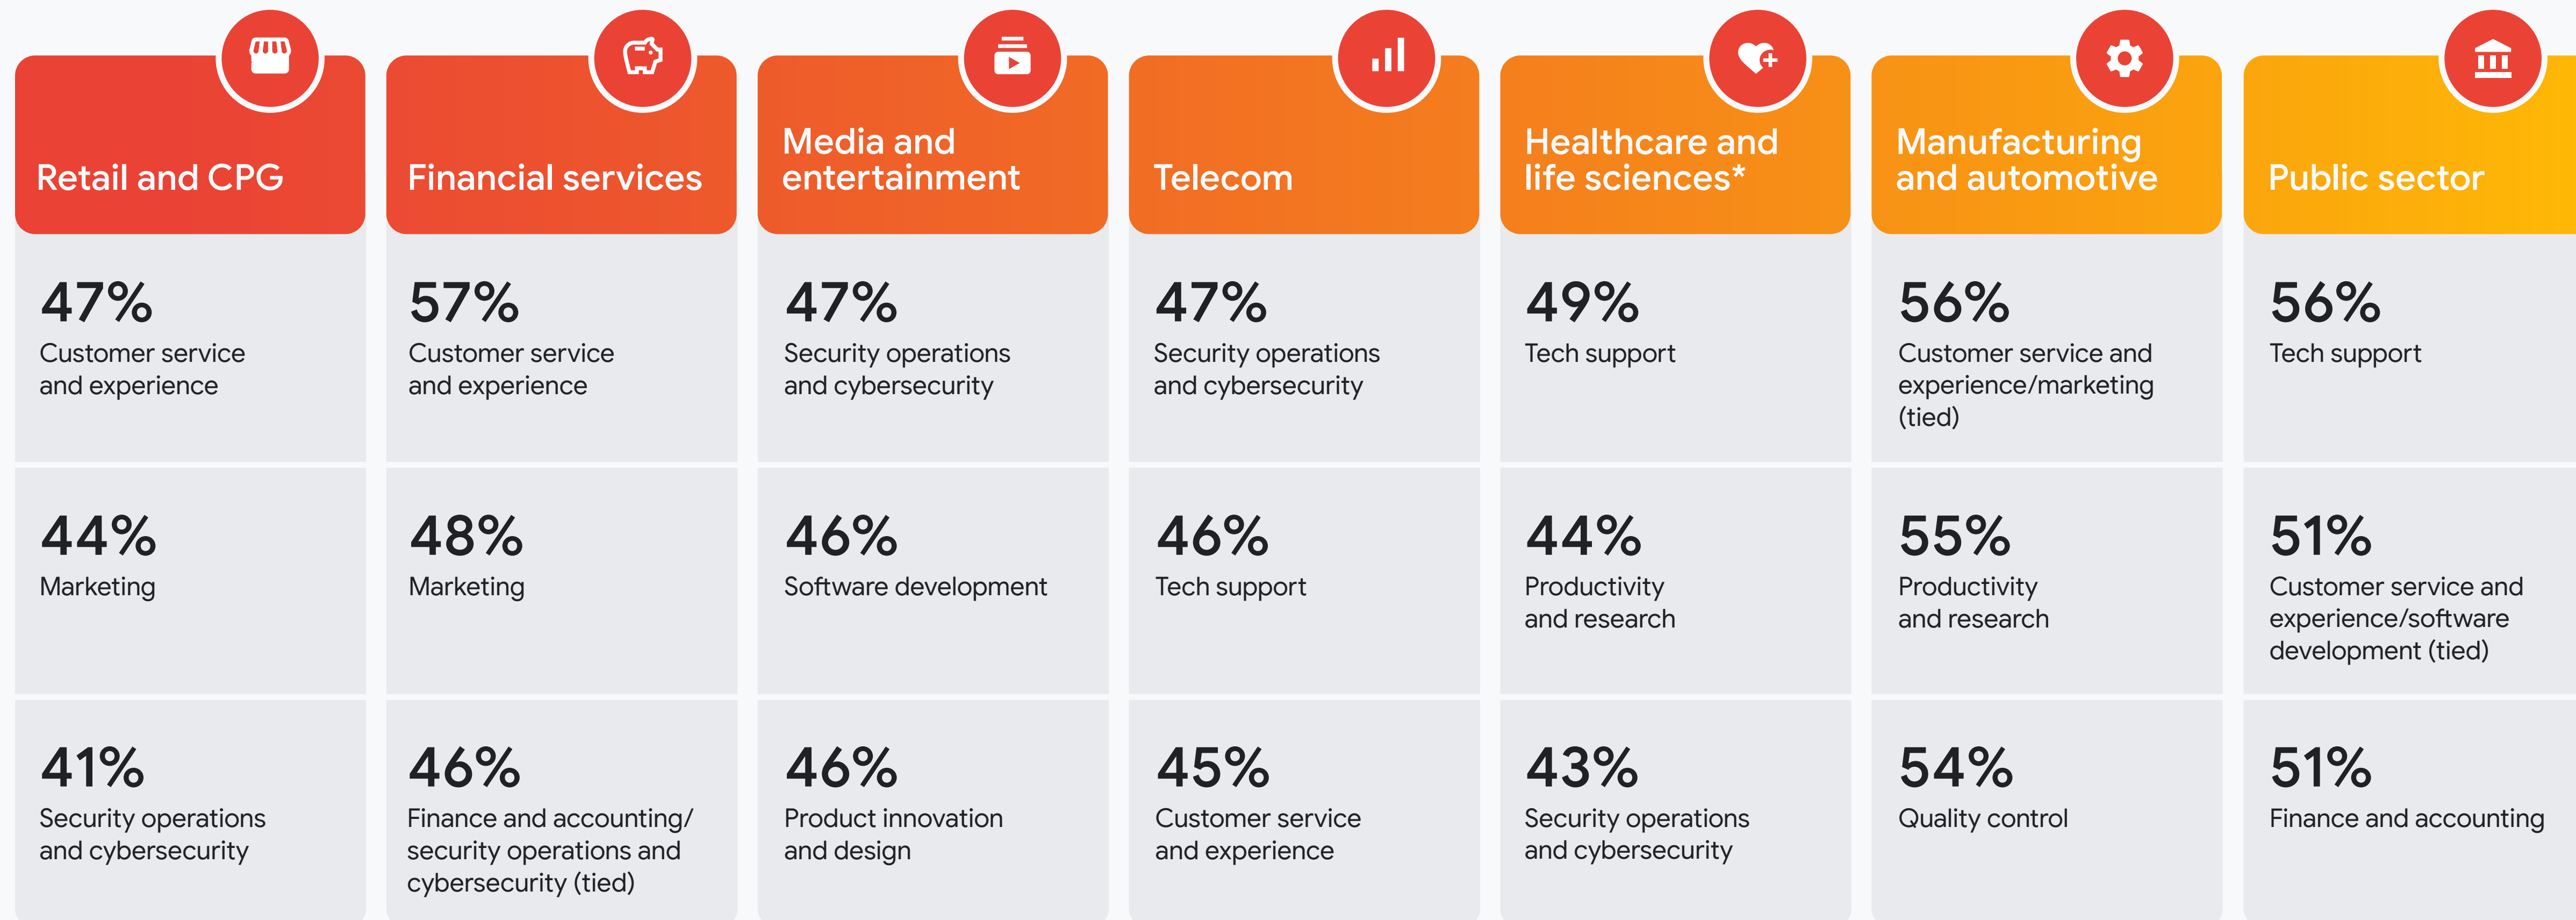 Retail and CPG
47%
Customer service
and experience
44%
Marketing
41%
Security operations
and cybersecurity
Financial services
57%
Customer service
and experience
48%
Marketing
46%
Finance and accounting/
security operations and
cybersecurity (tied)
Media and
entertainment
47%
Security operations
and cybersecurity
46%
Software development
46%
Product innovation
and design
Telecom
47%
Security operations
and cybersecurity
46%
Tech support
45%
Customer service
and experience
Healthcare and
life sciences*
49%
Tech support
44%
Productivity
and research
43%
Security operations
and cybersecurity
Manufacturing
and automotive
56%
Customer service and
experience/marketing
(tied)
55%
Productivity
and research
54%
Quality control
Public sector
56%
Tech support
51%
Customer service and
experience/software
development (tied)
51%
Finance and accounting